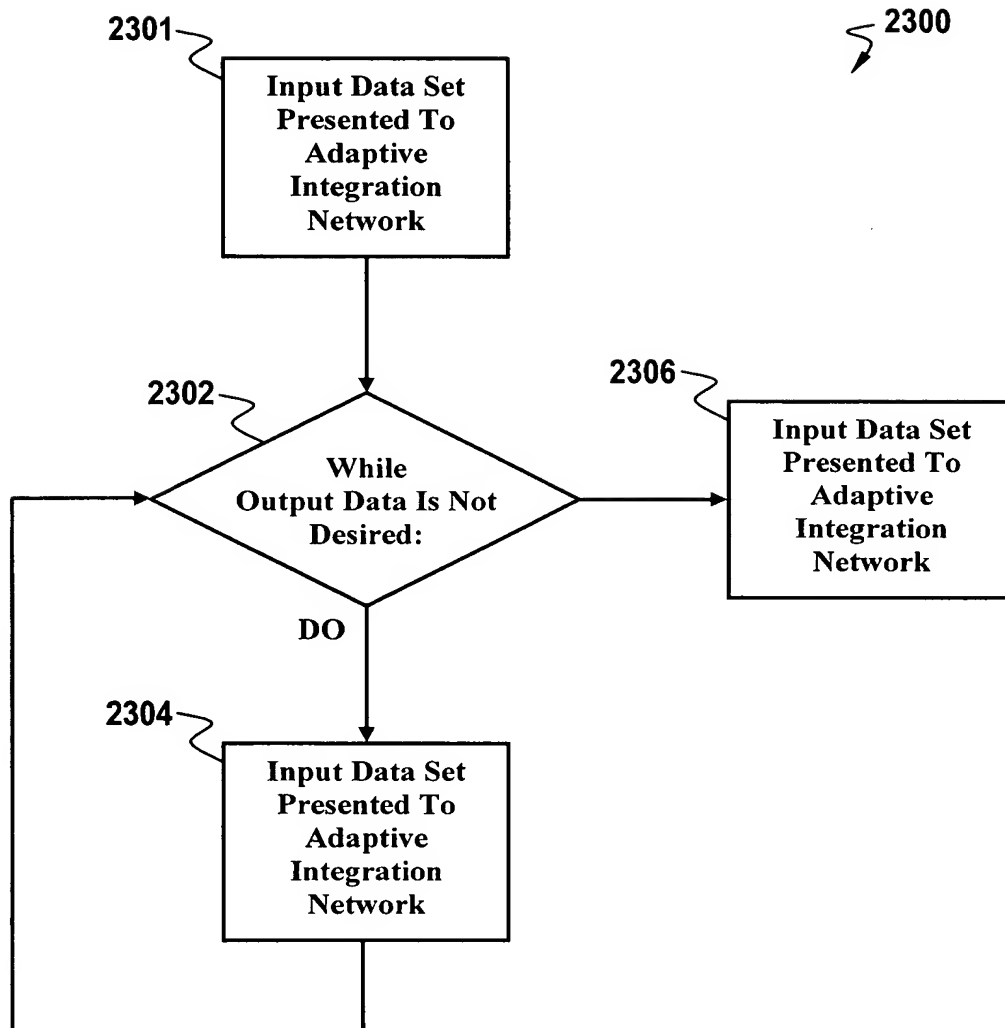 2301
2300
Input Data Set
Presented To
Adaptive
Integration
Network
2302
2306
While
Output Data Is Not
Desired:
Input Data Set
Presented To
Adaptive
Integration
Network
DO
2304
Input Data Set
Presented To
Adaptive
Integration
Network